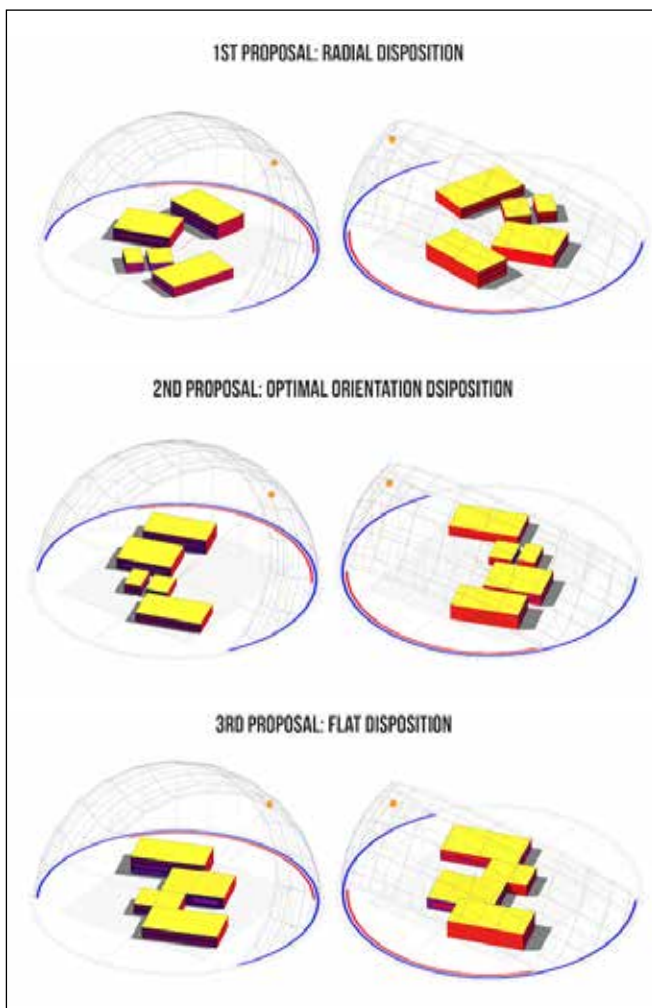 1ST PROPOSAL: RADIAL DISPOSITION
2ND PROPOSAL: OPTIMAL ORIENTATION DSIPOSITION
3RD PROPOSAL: FLAT DISPOSITION